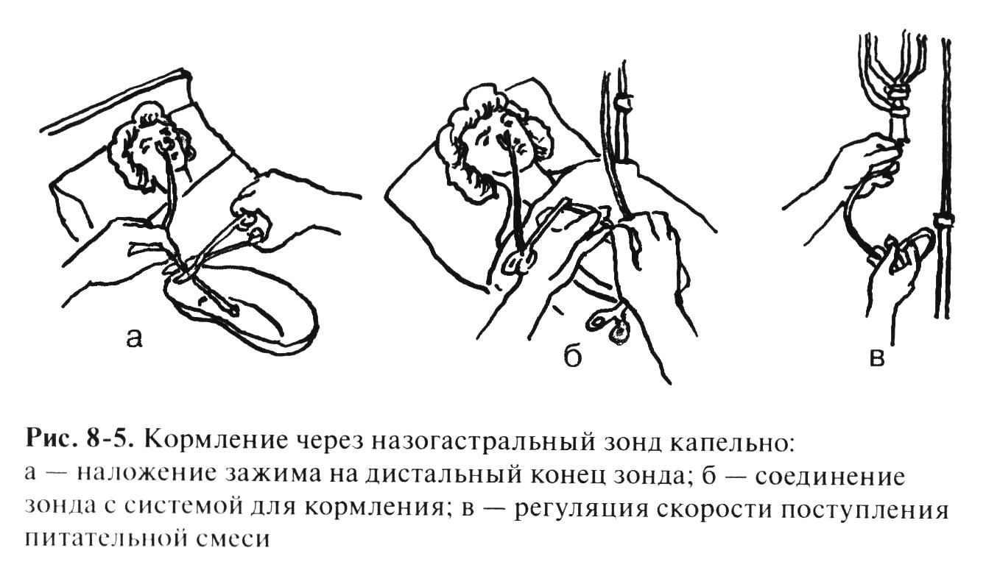 а
б
в
Рис. 8-5. Кормление через назогастральный зонд капельно:
а — наложение зажима на дистальный конец зонда; б — соединение
зонда с системой для кормления; в — регуляция скорости поступления
питательной смеси